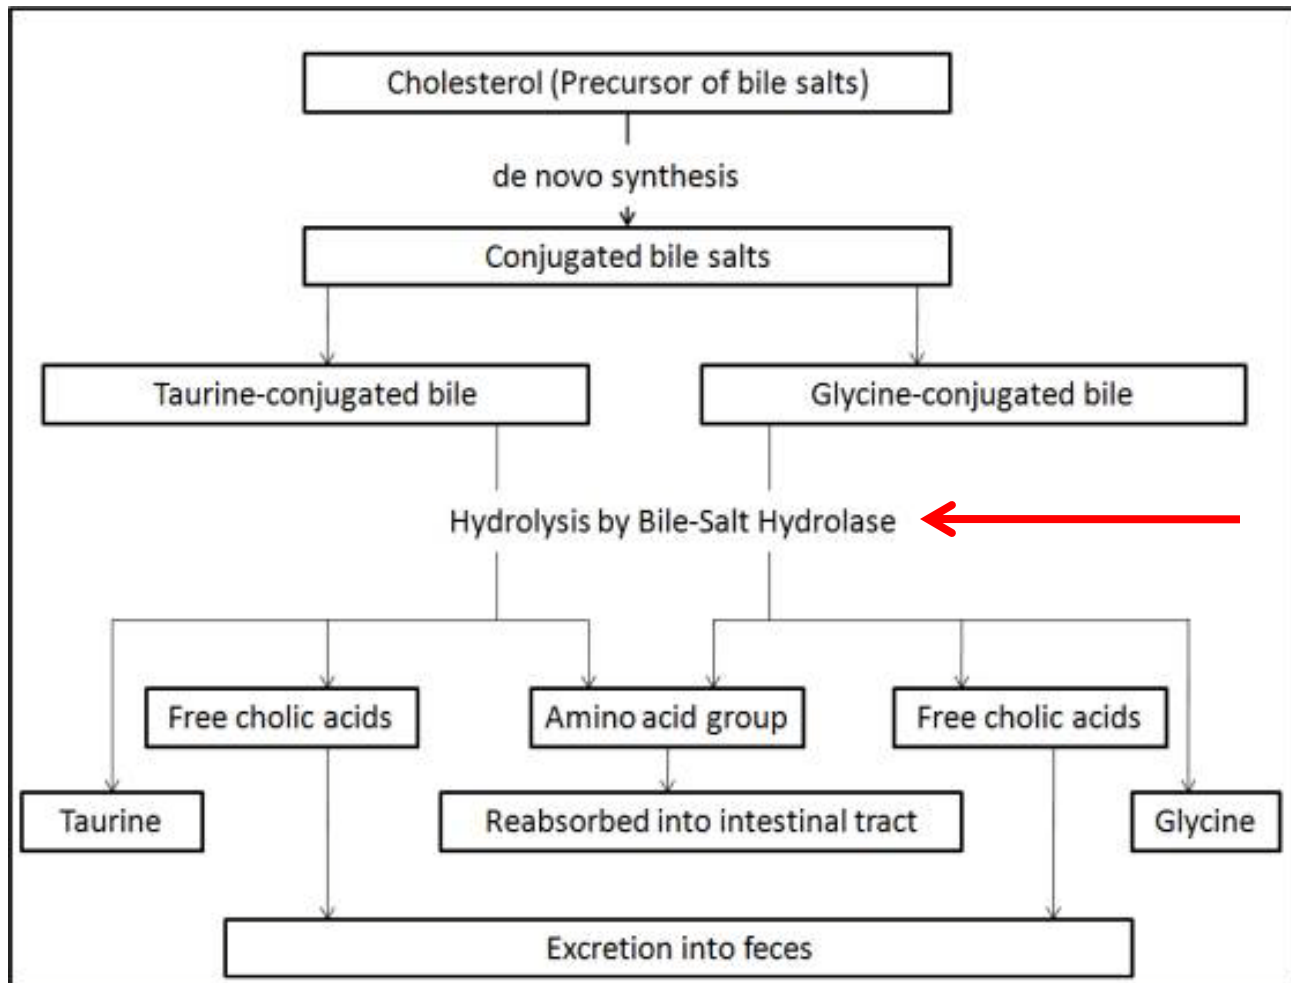 Cholesterol (Precursor of bile salts)
de novo synthesis
Conjugated bile salts
Taurine-conjugated bile
Glycine-conjugated bile
Hydrolysis by Bile-Salt Hydrolase
Free cholic acids
Amino acid group
Free cholic acids
Taurine
Reabsorbed into intestinal tract
Glycine
Excretion into feces